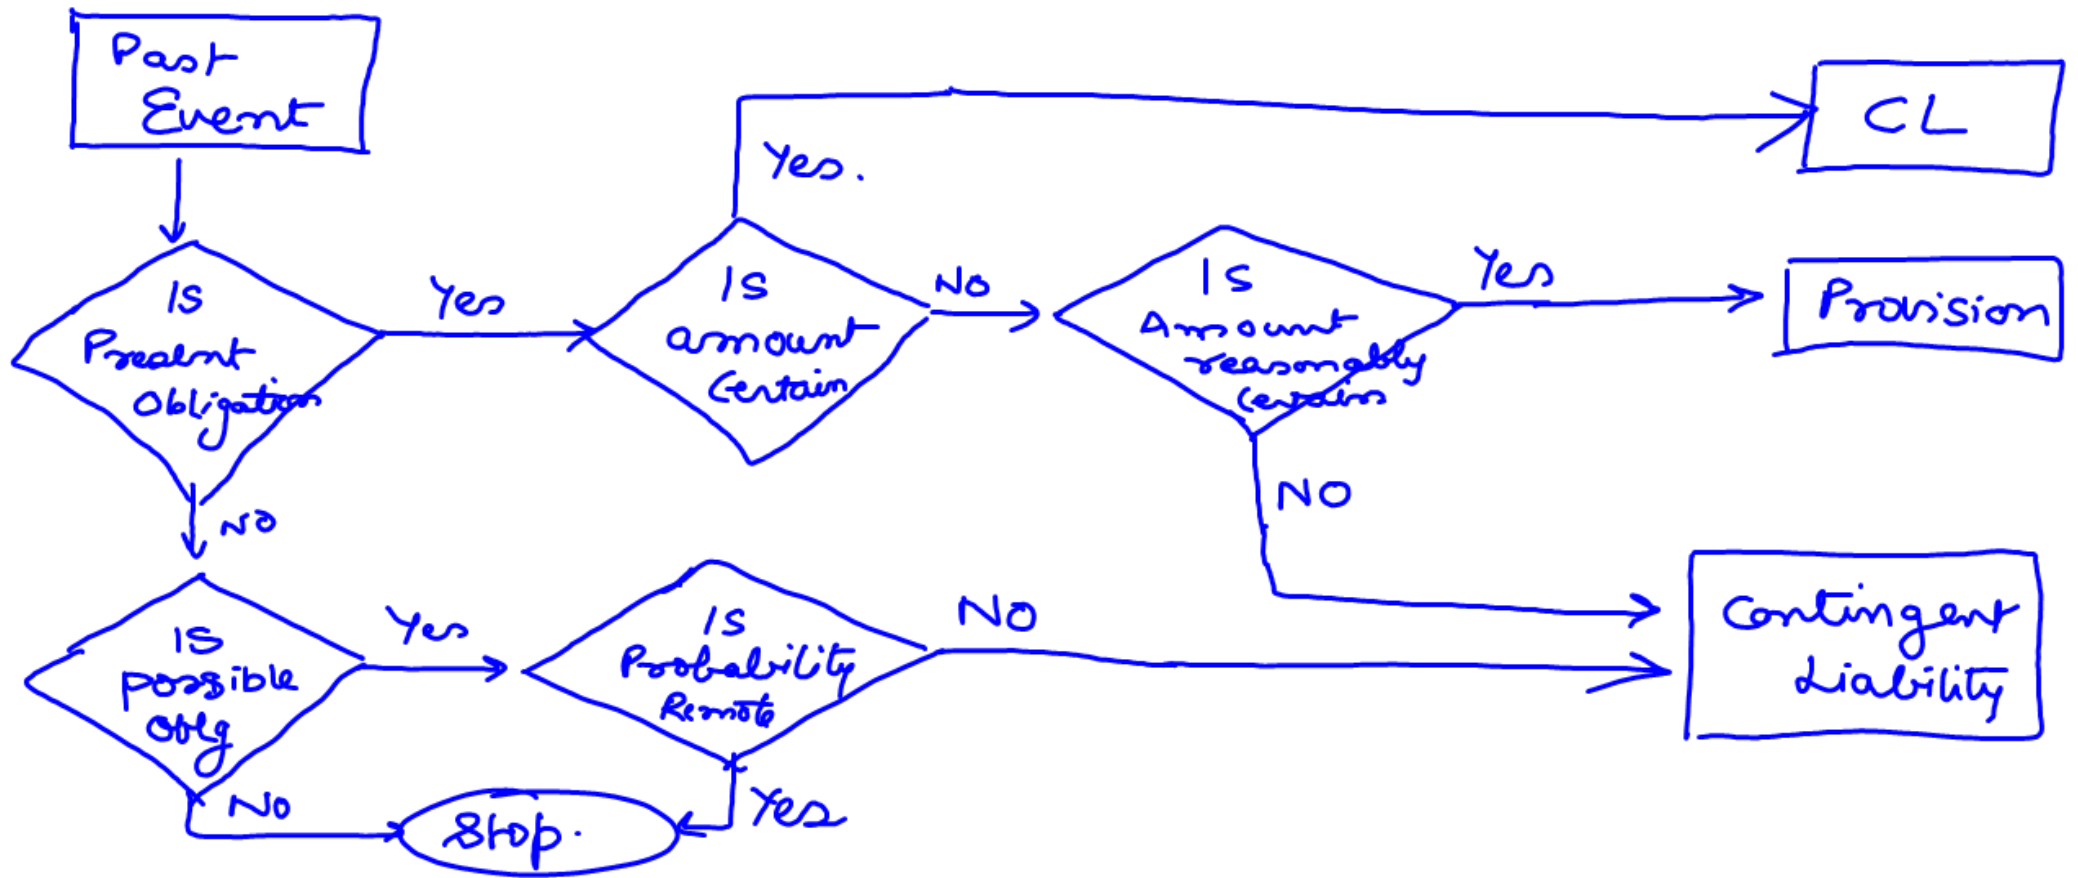 Past
Event
Yes.
CL
Is
Present
Obligation
Yes
Is
amount
Certain
No
Is
Amount
reasonably
Certain
Yes
Provision
NO
NO
Is
possible
Oblg
Yes
Is
Probability
Remote
NO
Contingent
Liability
No
Stop.
Yes